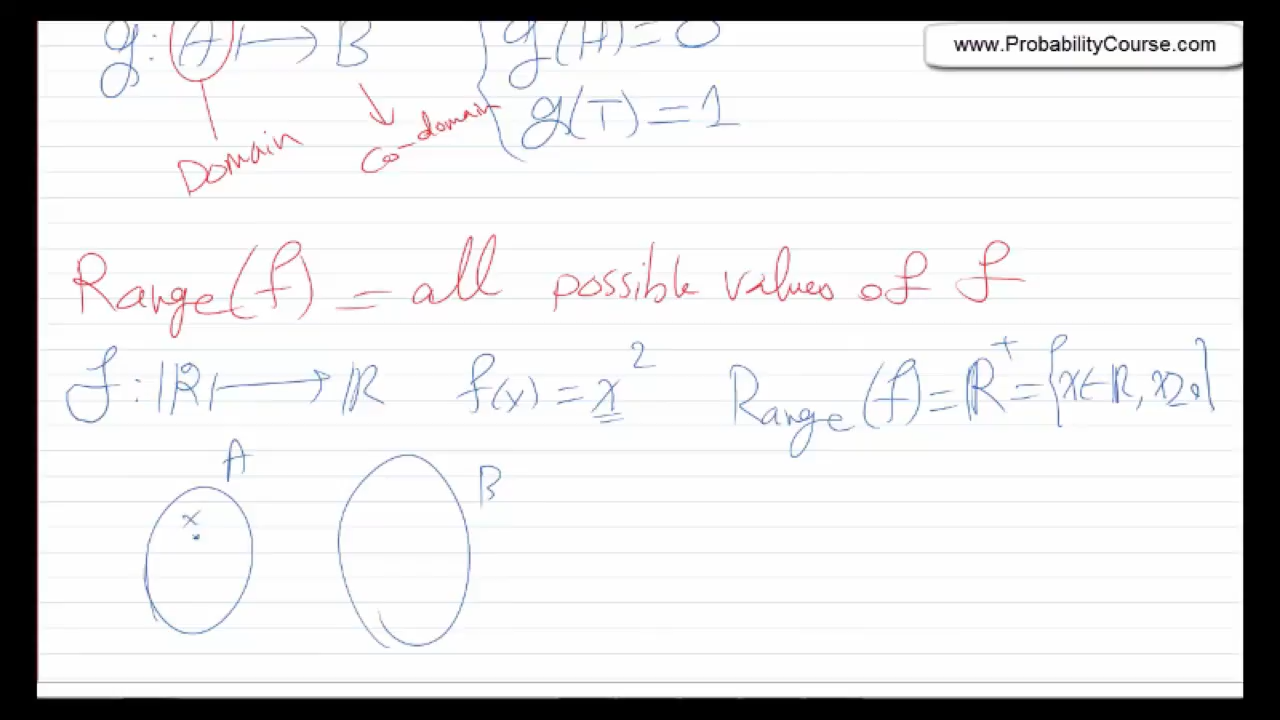 www.ProbabilityCourse.com
g: A ⟼ B { g(H) = 0
g(T) = 1
Domain Co-domain
Range(f) = all possible values of f
f: ℝ ⟼ ℝ f(x) = x² Range(f) = ℝ⁺ = {x ∈ ℝ, x ≥ 0}
A B
x